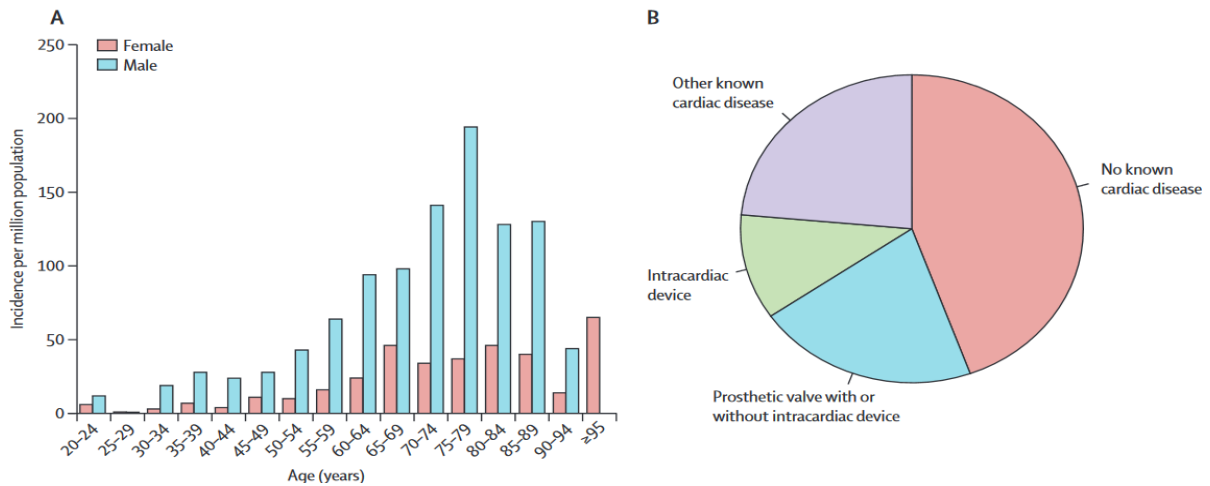 A
250
200
150
100
50
0
Incidence per million population
Female
Male
20–24
25–29
30–34
35–39
40–44
45–49
50–54
55–59
60–64
65–69
70–74
75–79
80–84
85–89
90–94
≥95
Age (years)
B
Other known
cardiac disease
No known
cardiac disease
Intracardiac
device
Prosthetic valve with or
without intracardiac device